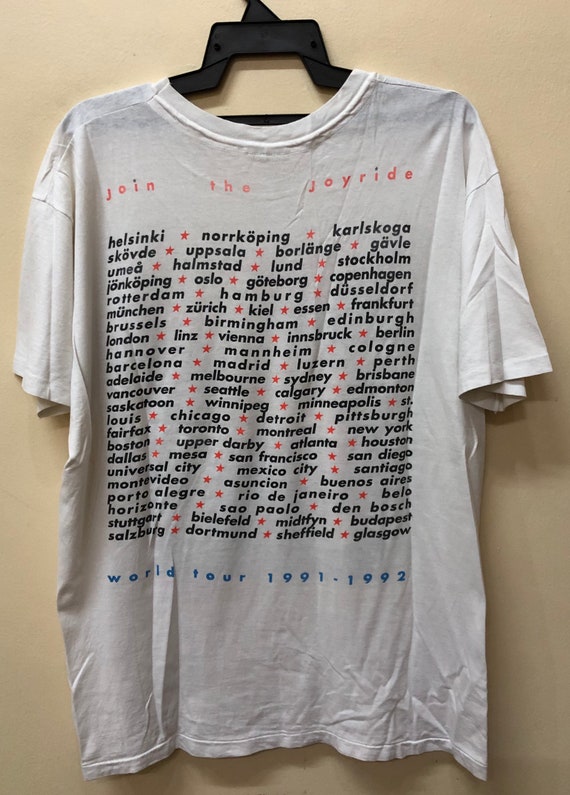 join the joyride
helsinki ★ norrköping ★ karlskoga
skövde ★ uppsala ★ borlänge ★ gävle
umeå ★ halmstad ★ lund ★ stockholm
jönköping ★ oslo ★ göteborg ★ copenhagen
rotterdam ★ hamburg ★ düsseldorf
münchen ★ zürich ★ kiel ★ essen ★ frankfurt
brussels ★ birmingham ★ edinburgh
london ★ linz ★ vienna ★ innsbruck ★ berlin
hannover ★ mannheim ★ cologne
barcelona ★ madrid ★ luzern ★ perth
adelaide ★ melbourne ★ sydney ★ brisbane
vancouver ★ seattle ★ calgary ★ edmonton
saskatoon ★ winnipeg ★ minneapolis ★ st.
louis ★ chicago ★ detroit ★ pittsburgh
fairfax ★ toronto ★ montreal ★ new york
boston ★ upper darby ★ atlanta ★ houston
dallas ★ mesa ★ san francisco ★ san diego
universal city ★ mexico city ★ santiago
montevideo ★ asuncion ★ buenos aires
porto alegre ★ rio de janeiro ★ belo
horizonte ★ sao paolo ★ den bosch
stuttgart ★ bielefeld ★ midtfyn ★ budapest
salzburg ★ dortmund ★ sheffield ★ glasgow
world tour 1991-1992